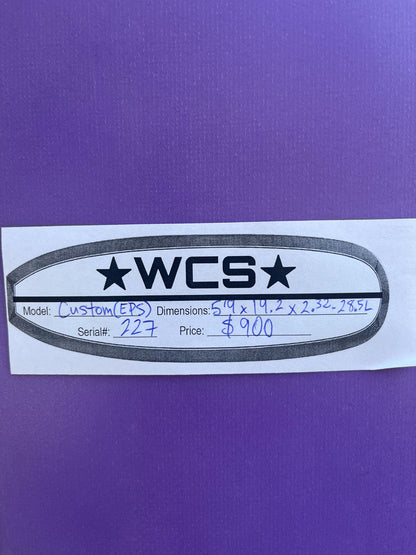 ★WCS★
Model: Custom(EPS) Dimensions: 5'9 x 19.2 x 2.32-28.5L
Serial#: 227 Price: $900